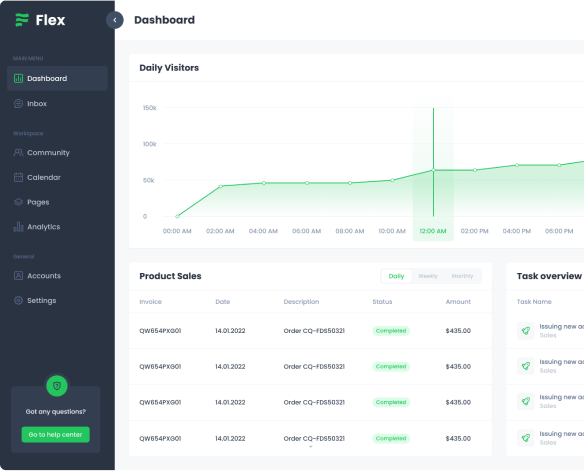 Flex
Dashboard
MAIN MENU
Dashboard
Inbox
Workspace
Community
Calendar
Pages
Analytics
General
Accounts
Settings
Got any questions?
Go to help center
Daily Visitors
150k
100k
50k
0
00:00 AM 02:00 AM 04:00 AM 06:00 AM 08:00 AM 10:00 AM 12:00 AM 02:00 PM 04:00 PM 06:00
Product Sales
Daily Weekly Monthly
Invoice Date Description Status Amount
QW654PXG01 14.01.2022 Order CQ-FDS50321 Completed $435.00
QW654PXG01 14.01.2022 Order CQ-FDS50321 Completed $435.00
QW654PXG01 14.01.2022 Order CQ-FDS50321 Completed $435.00
QW654PXG01 14.01.2022 Order CQ-FDS50321 Completed $435.00
Task overview
Task Name
Issuing new ac
Sales
Issuing new ac
Sales
Issuing new ac
Sales
Issuing new ac
Sales